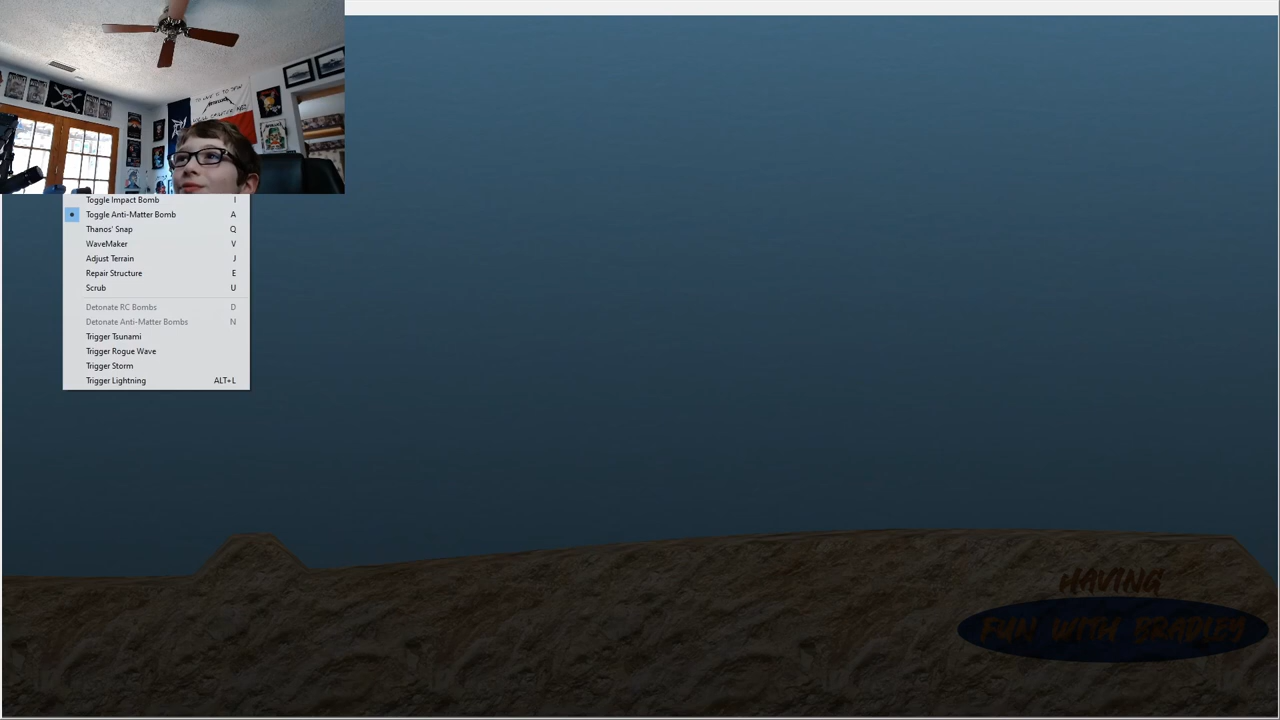 Toggle Impact Bomb I
Toggle Anti-Matter Bomb A
Thanos' Snap Q
WaveMaker V
Adjust Terrain J
Repair Structure E
Scrub U
Detonate RC Bombs D
Detonate Anti-Matter Bombs N
Trigger Tsunami
Trigger Rogue Wave
Trigger Storm
Trigger Lightning ALT+L
HAVING
FUN WITH BRADLEY